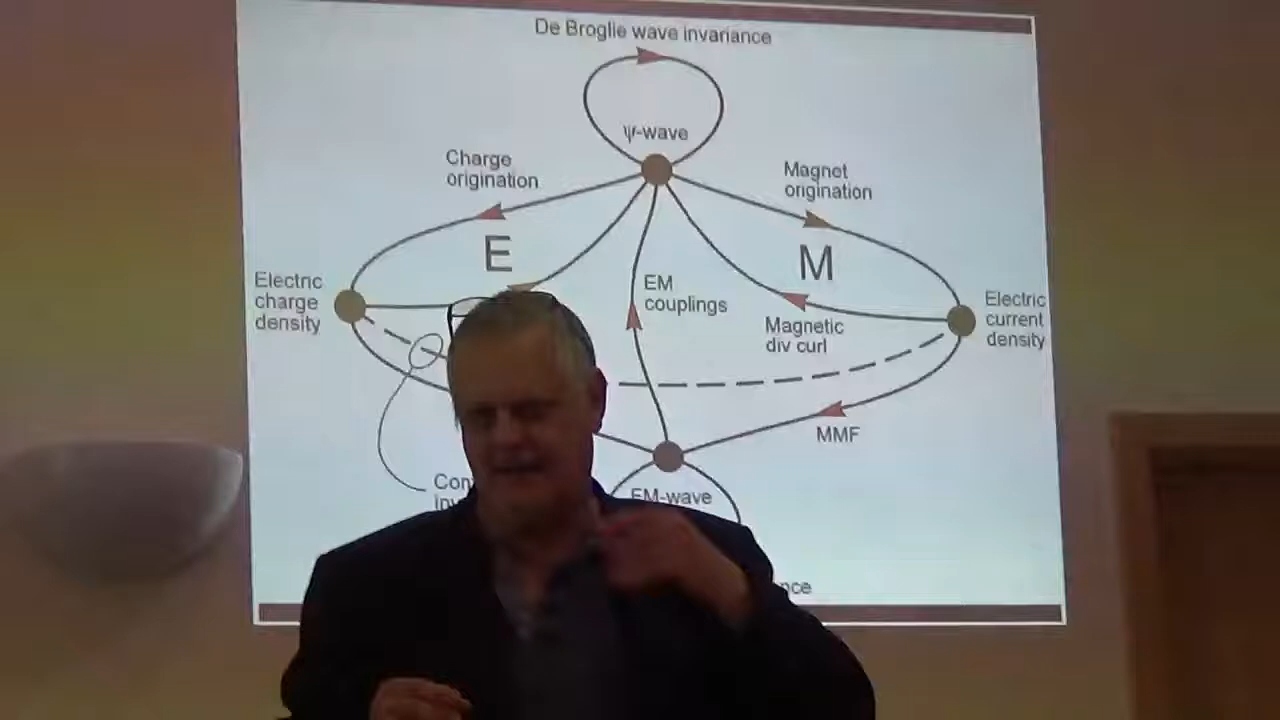 De Broglie wave invariance
ψ-wave
Charge
origination
Magnet
origination
E
M
Electric
charge
density
EM
couplings
Magnetic
div curl
Electric
current
density
MMF
EM-wave